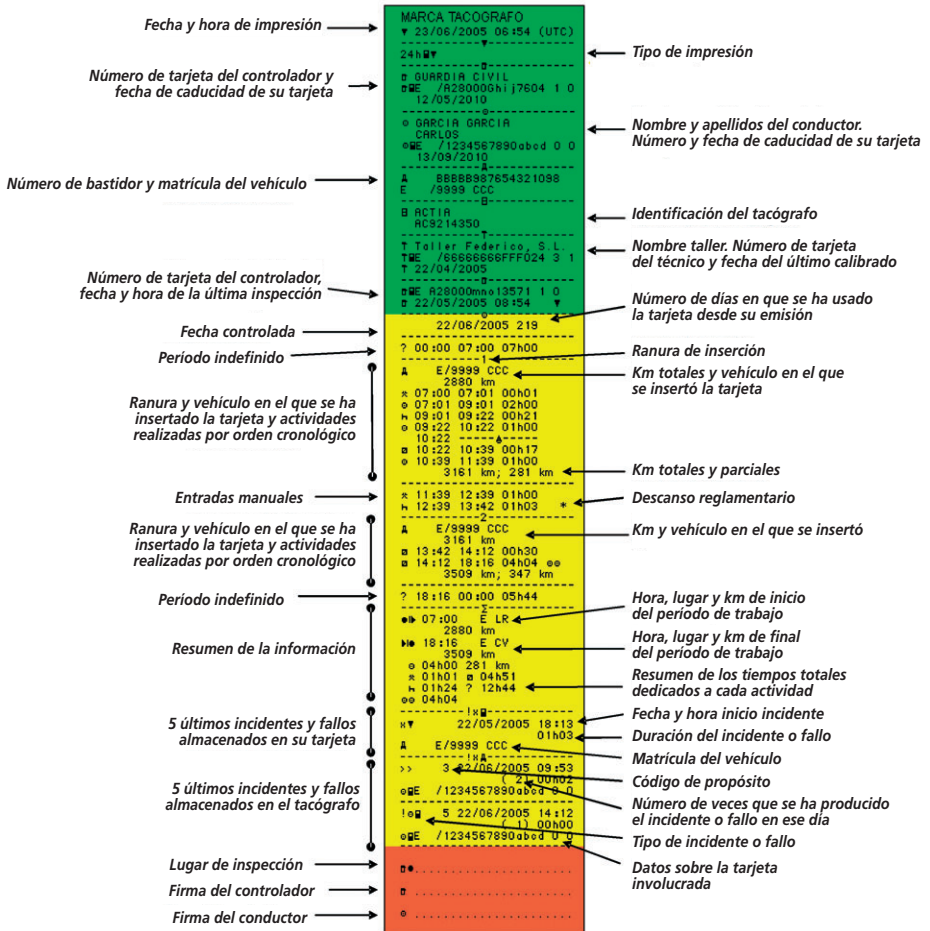 MARCA TACOGRAFO
Fecha y hora de impresión
▼ 23/06/2005 06:54 (UTC)
24h▼
Tipo de impresión
Número de tarjeta del controlador y
fecha de caducidad de su tarjeta
GUARDIA CIVIL
E /A28000Ghij7604 1 0
12/05/2010
GARCIA GARCIA
CARLOS
E /1234567890abcd 0 0
13/09/2010
Nombre y apellidos del conductor.
Número y fecha de caducidad de su tarjeta
Número de bastidor y matrícula del vehículo
A BBBBB987654321098
E /9999 CCC
ACTIA
AC9214350
Identificación del tacógrafo
T Taller Federico, S.L.
TE /66666666FFF024 3 1
T 22/04/2005
Nombre taller. Número de tarjeta
del técnico y fecha del último calibrado
Número de tarjeta del controlador,
fecha y hora de la última inspección
E A28000mno13571 1 0
22/05/2005 08:54 ▼
Número de días en que se ha usado
la tarjeta desde su emisión
Fecha controlada
22/06/2005 219
Período indefinido
? 00:00 07:00 07h00
1
Ranura de inserción
A E/9999 CCC
2880 km
Km totales y vehículo en el que
se insertó la tarjeta
Ranura y vehículo en el que se ha
insertado la tarjeta y actividades
realizadas por orden cronológico
07:00 07:01 00h01
07:01 09:01 02h00
09:01 09:22 00h21
09:22 10:22 01h00
10:22
10:22 10:39 00h17
10:39 11:39 01h00
3161 km; 281 km
Km totales y parciales
Entradas manuales
11:39 12:39 01h00
12:39 13:42 01h03 *
Descanso reglamentario
2
Ranura y vehículo en el que se ha
insertado la tarjeta y actividades
realizadas por orden cronológico
A E/9999 CCC
3161 km
Km y vehículo en el que se insertó
13:42 14:12 00h30
14:12 18:16 04h04
3509 km; 347 km
Período indefinido
? 18:16 00:00 05h44
Σ
Resumen de la información
07:00 E LR
2880 km
Hora, lugar y km de inicio
del período de trabajo
18:16 E CY
3509 km
Hora, lugar y km de final
del período de trabajo
04h00 281 km
01h01 04h51
01h24 ? 12h44
04h04
Resumen de los tiempos totales
dedicados a cada actividad
5 últimos incidentes y fallos
almacenados en su tarjeta
!x
x▼ 22/05/2005 18:13
01h03
A E/9999 CCC
Fecha y hora inicio incidente
Duración del incidente o fallo
Matrícula del vehículo
5 últimos incidentes y fallos
almacenados en el tacógrafo
!xA
>> 3 22/06/2005 09:53
( 2) 00h02
E /1234567890abcd 0 0
Código de propósito
Número de veces que se ha producido
el incidente o fallo en ese día
! 5 22/06/2005 14:12
( 1) 00h00
E /1234567890abcd 0 0
Tipo de incidente o fallo
Datos sobre la tarjeta
involucrada
Lugar de inspección
Firma del controlador
Firma del conductor